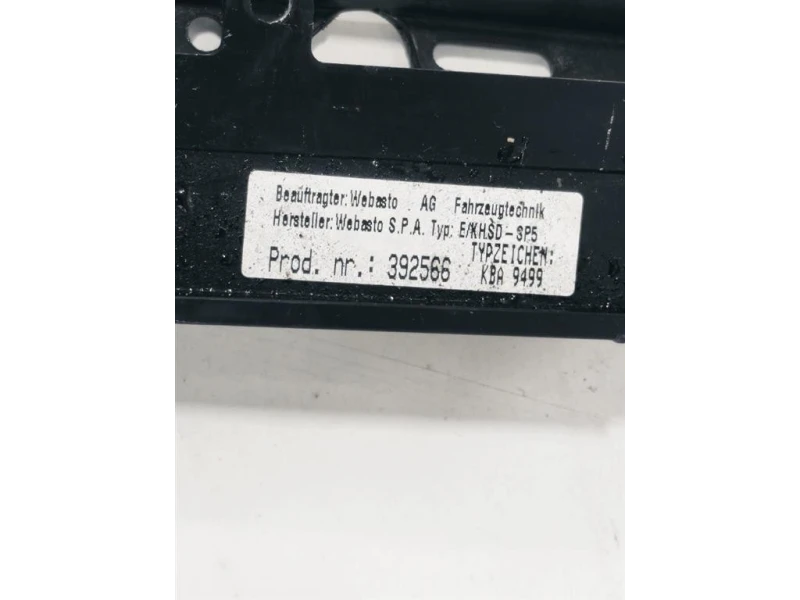 Beauftragter: Webasto AG Fahrzeugtechnik
Hersteller: Webasto S.P.A. Typ: E/KHSD-SP5
TYPZEICHEN:
Prod. nr.: 392566 KBA 9499